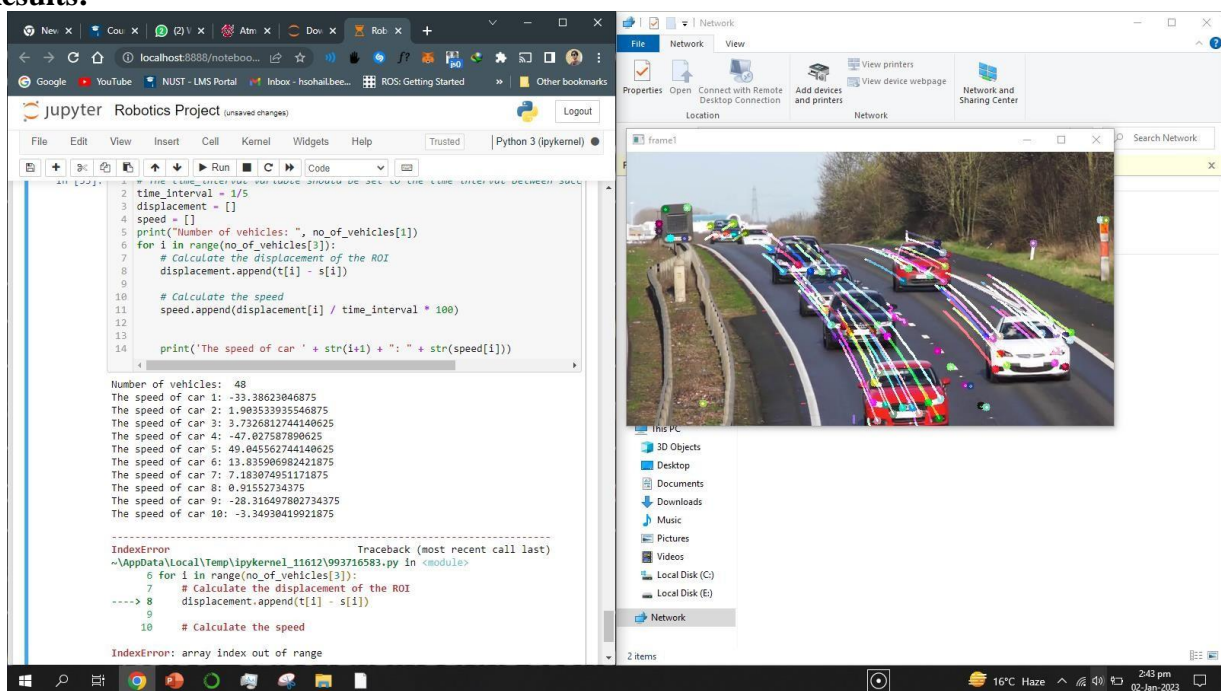 Results:
New
Cou
(2) V
Atm
Dov
Rob
localhost:8888/noteboo...
Google
YouTube
NUST - LMS Portal
Inbox - hsohail.bee...
ROS: Getting Started
»
Other bookmarks
jupyter Robotics Project (unsaved changes)
Logout
File Edit View Insert Cell Kernel Widgets Help
Trusted
Python 3 (ipykernel)
Run
Code
1 # The time_interval variable should be set to the time interval between succ
2 time_interval = 1/5
3 displacement = []
4 speed = []
5 print("Number of vehicles: ", no_of_vehicles[1])
6 for i in range(no_of_vehicles[3]):
7 # Calculate the displacement of the ROI
8 displacement.append(t[i] - s[i])
9
10 # Calculate the speed
11 speed.append(displacement[i] / time_interval * 100)
12
13
14 print('The speed of car ' + str(i+1) + ": " + str(speed[i]))
Number of vehicles: 48
The speed of car 1: -33.38623046875
The speed of car 2: 1.903533935546875
The speed of car 3: 3.7326812744140625
The speed of car 4: -47.027587890625
The speed of car 5: 49.045562744140625
The speed of car 6: 13.835906982421875
The speed of car 7: 7.183074951171875
The speed of car 8: 0.91552734375
The speed of car 9: -28.316497802734375
The speed of car 10: -3.34930419921875
---------------------------------------------------------------------------
IndexError Traceback (most recent call last)
~\AppData\Local\Temp\ipykernel_11612\993716583.py in <module>
6 for i in range(no_of_vehicles[3]):
7 # Calculate the displacement of the ROI
----> 8 displacement.append(t[i] - s[i])
9
10 # Calculate the speed
IndexError: array index out of range
Network
File Network View
Properties
Open
Connect with Remote
Desktop Connection
Add devices
and printers
View printers
View device webpage
Network and
Sharing Center
Location
Network
Search Network
frame1
This PC
3D Objects
Desktop
Documents
Downloads
Music
Pictures
Videos
Local Disk (C:)
Local Disk (E:)
Network
2 items
16°C Haze
2:43 pm
02-Jan-2023